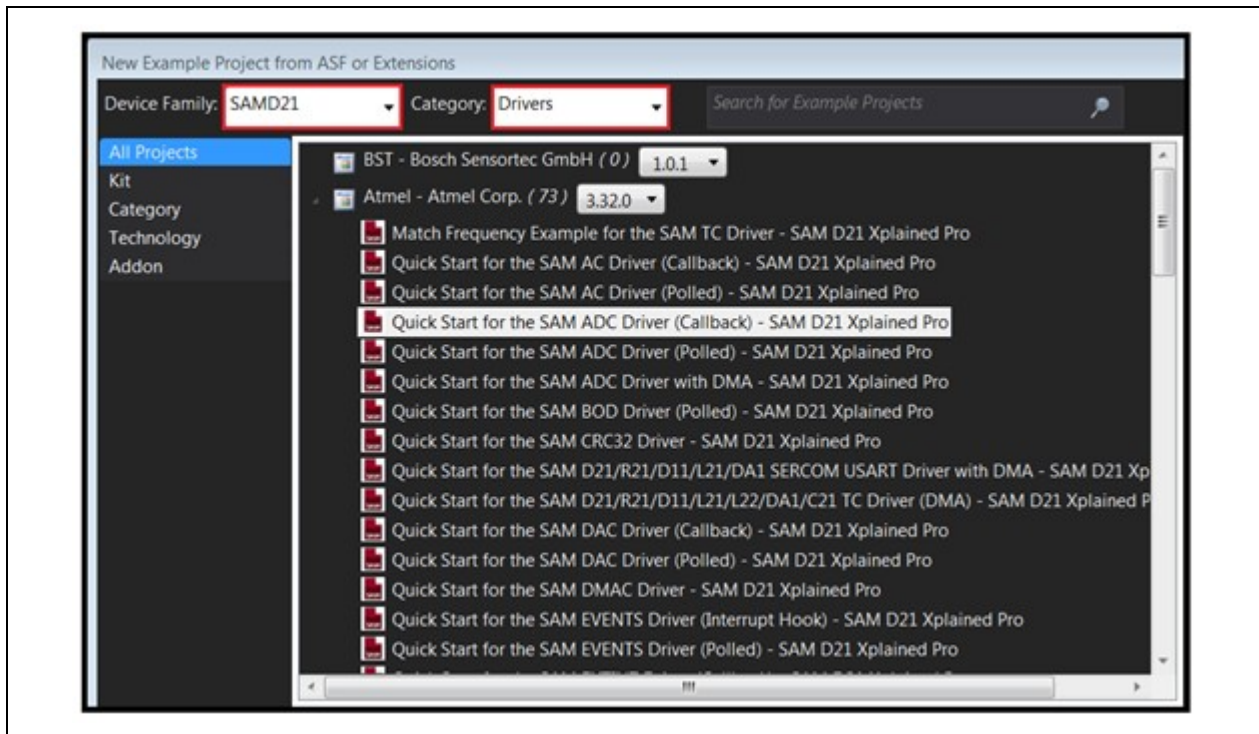 New Example Project from ASF or Extensions
Device Family: SAMD21 Category: Drivers Search for Example Projects
All Projects
Kit
Category
Technology
Addon
BST - Bosch Sensortec GmbH ( 0 ) 1.0.1
Atmel - Atmel Corp. ( 73 ) 3.32.0
Match Frequency Example for the SAM TC Driver - SAM D21 Xplained Pro
Quick Start for the SAM AC Driver (Callback) - SAM D21 Xplained Pro
Quick Start for the SAM AC Driver (Polled) - SAM D21 Xplained Pro
Quick Start for the SAM ADC Driver (Callback) - SAM D21 Xplained Pro
Quick Start for the SAM ADC Driver (Polled) - SAM D21 Xplained Pro
Quick Start for the SAM ADC Driver with DMA - SAM D21 Xplained Pro
Quick Start for the SAM BOD Driver (Polled) - SAM D21 Xplained Pro
Quick Start for the SAM CRC32 Driver - SAM D21 Xplained Pro
Quick Start for the SAM D21/R21/D11/L21/DA1 SERCOM USART Driver with DMA - SAM D21 Xp
Quick Start for the SAM D21/R21/D11/L21/L22/DA1/C21 TC Driver (DMA) - SAM D21 Xplained P
Quick Start for the SAM DAC Driver (Callback) - SAM D21 Xplained Pro
Quick Start for the SAM DAC Driver (Polled) - SAM D21 Xplained Pro
Quick Start for the SAM DMAC Driver - SAM D21 Xplained Pro
Quick Start for the SAM EVENTS Driver (Interrupt Hook) - SAM D21 Xplained Pro
Quick Start for the SAM EVENTS Driver (Polled) - SAM D21 Xplained Pro